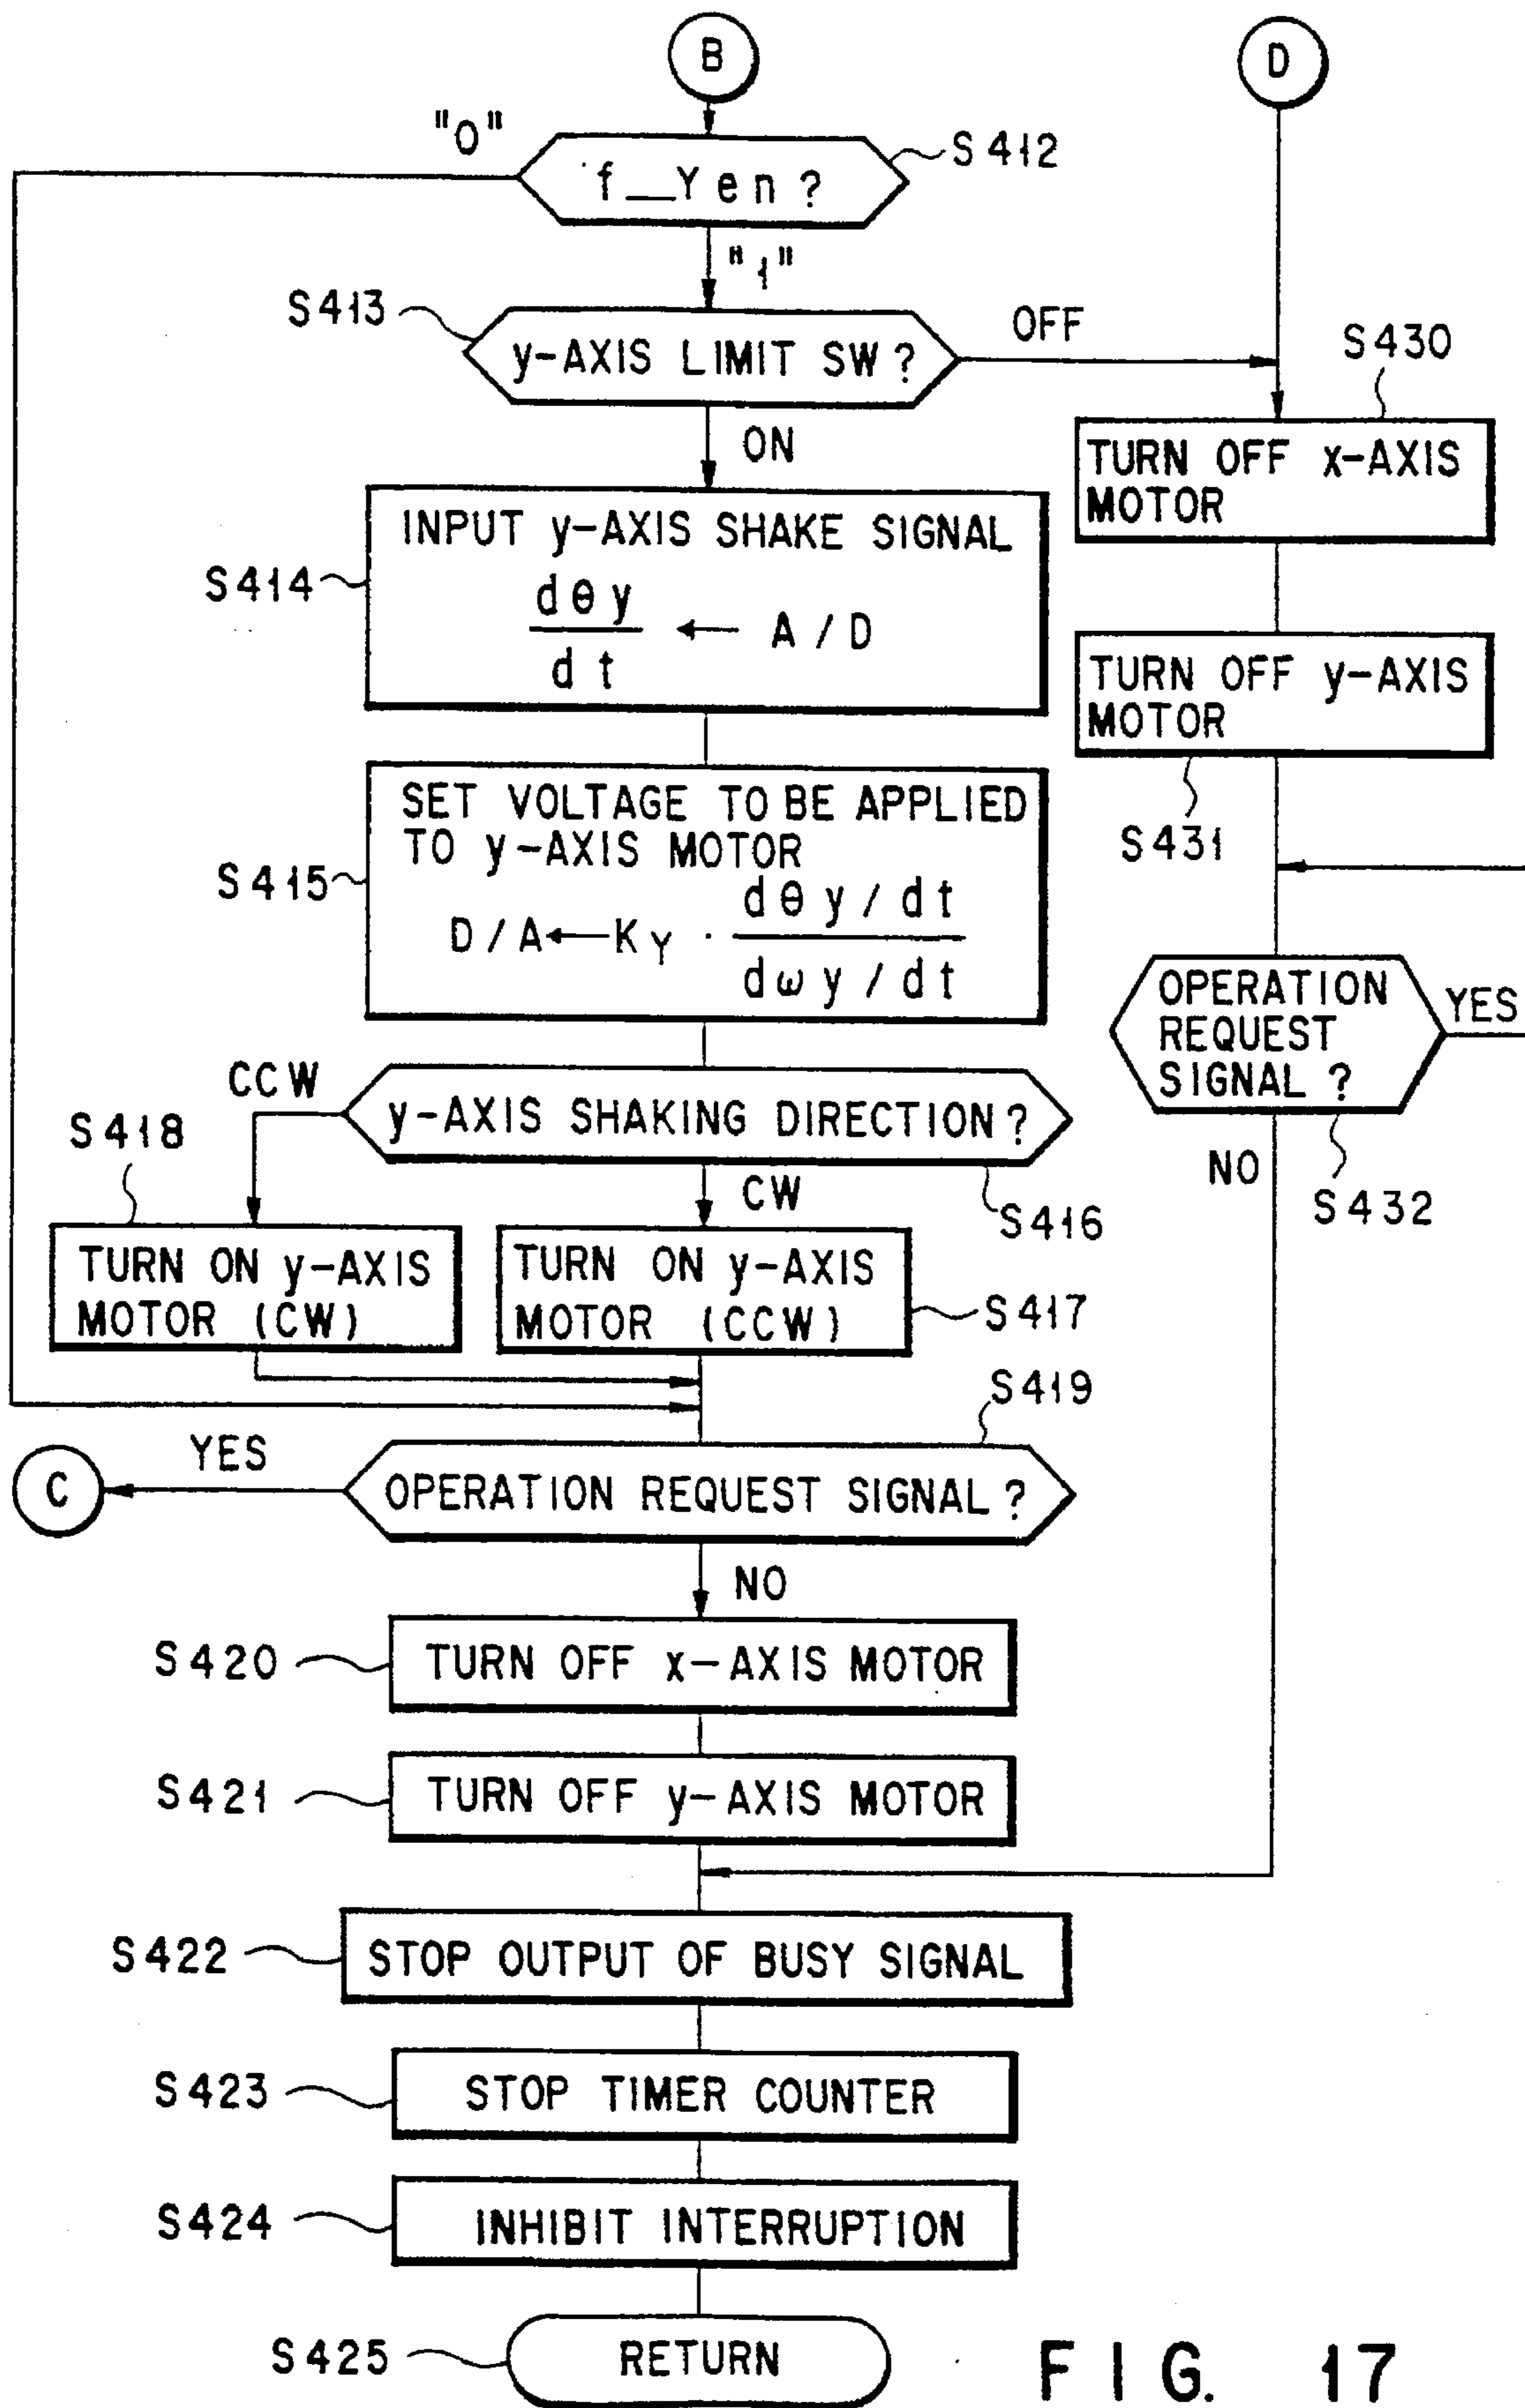 B
D
"0"
S412
f__Yen?
"1"
S413
y-AXIS LIMIT SW?
OFF
S430
ON
TURN OFF x-AXIS
MOTOR
INPUT y-AXIS SHAKE SIGNAL
S414
dθy
dt
← A/D
TURN OFF y-AXIS
MOTOR
S431
SET VOLTAGE TO BE APPLIED
TO y-AXIS MOTOR
S415
D/A←KY · dθy/dt
dωy/dt
OPERATION
REQUEST
SIGNAL?
YES
S432
NO
CCW
y-AXIS SHAKING DIRECTION?
S418
CW
S416
TURN ON y-AXIS
MOTOR (CW)
TURN ON y-AXIS
MOTOR (CCW)
S417
S419
C
YES
OPERATION REQUEST SIGNAL?
NO
S420
TURN OFF x-AXIS MOTOR
S421
TURN OFF y-AXIS MOTOR
S422
STOP OUTPUT OF BUSY SIGNAL
S423
STOP TIMER COUNTER
S424
INHIBIT INTERRUPTION
S425
RETURN
FIG. 17